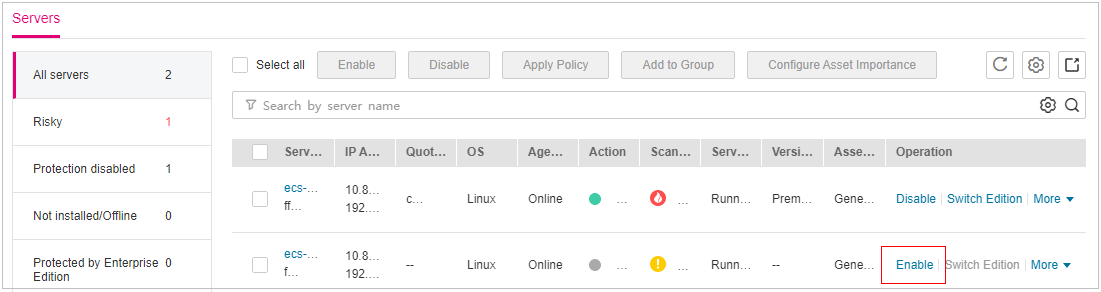 Servers
All servers 2
Risky 1
Protection disabled 1
Not installed/Offline 0
Protected by Enterprise 0
Edition
Select all Enable Disable Apply Policy Add to Group Configure Asset Importance
Search by server name
Serv... IP A... Quot... OS Age... Action Scan... Serv... Versi... Asse... Operation
ecs-... 10.8...
ff... 192.... c... Linux Online ... ... Runn... Prem... Gene... Disable Switch Edition More
ecs-... 10.8...
f... 192.... -- Linux Online ... ... Runn... -- Gene... Enable Switch Edition More